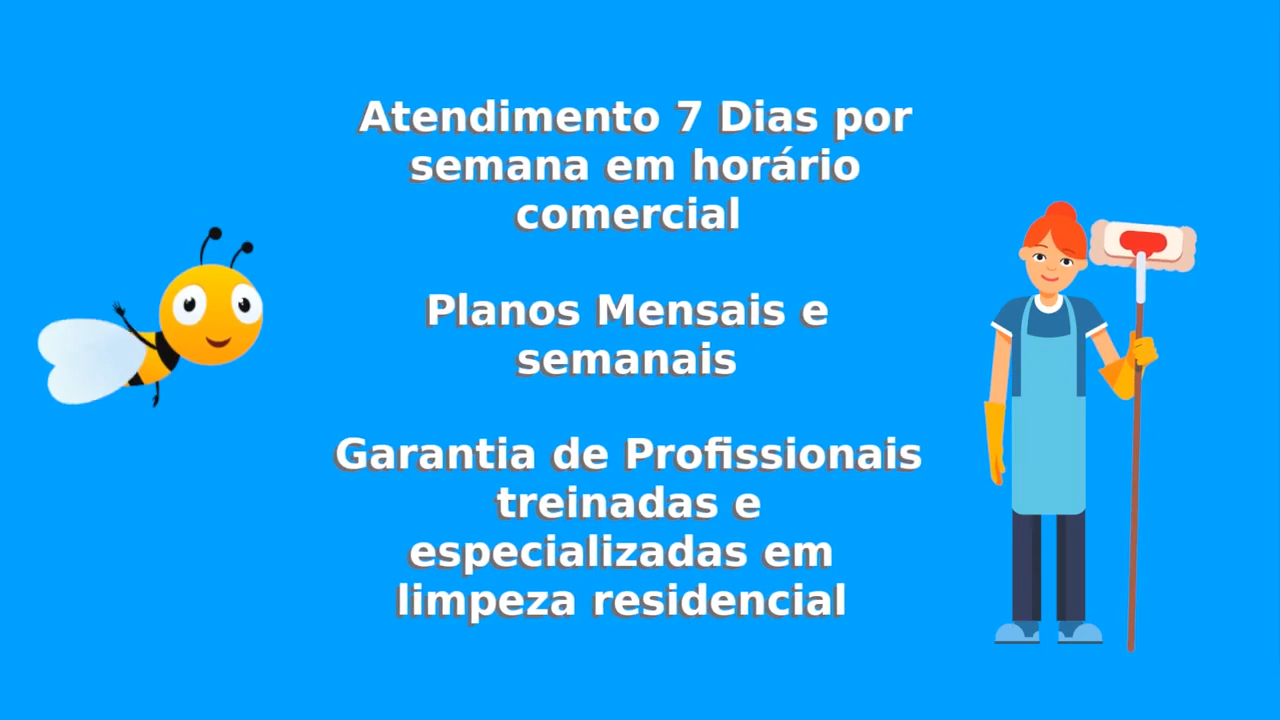 Atendimento 7 Dias por
semana em horário
comercial
Planos Mensais e
semanais
Garantia de Profissionais
treinadas e
especializadas em
limpeza residencial